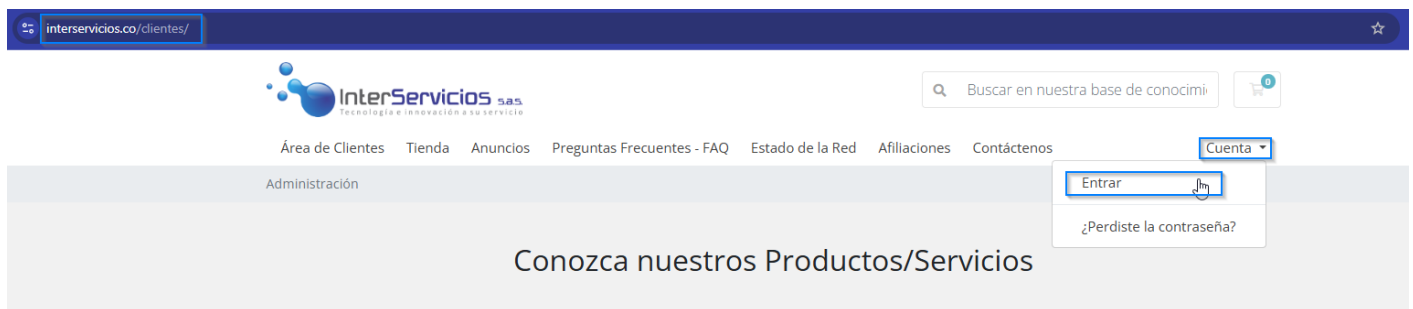 interservicios.co/clientes/
InterServicios s.a.s.
Tecnología e innovación a su servicio
Buscar en nuestra base de conocimi
0
Área de Clientes Tienda Anuncios Preguntas Frecuentes - FAQ Estado de la Red Afiliaciones Contáctenos Cuenta
Administración
Entrar
¿Perdiste la contraseña?
Conozca nuestros Productos/Servicios